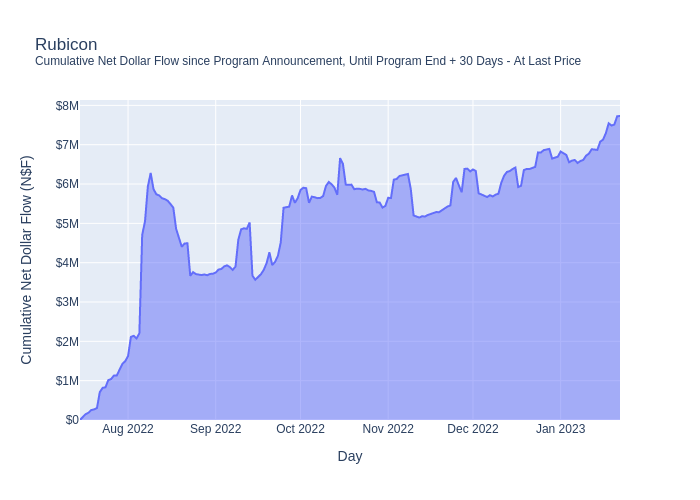 Rubicon
Cumulative Net Dollar Flow since Program Announcement, Until Program End + 30 Days - At Last Price
$8M
$7M
$6M
$5M
$4M
$3M
$2M
$1M
$0
Cumulative Net Dollar Flow (N$F)
Aug 2022
Sep 2022
Oct 2022
Nov 2022
Dec 2022
Jan 2023
Day